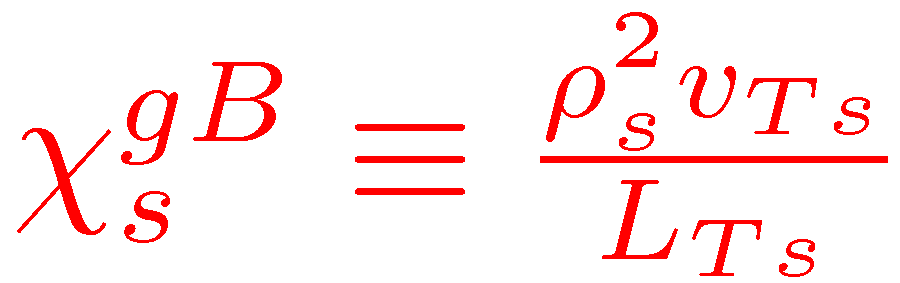 χ_s^{gB} ≡ \frac{ρ_s^2 v_{Ts}}{L_{Ts}}